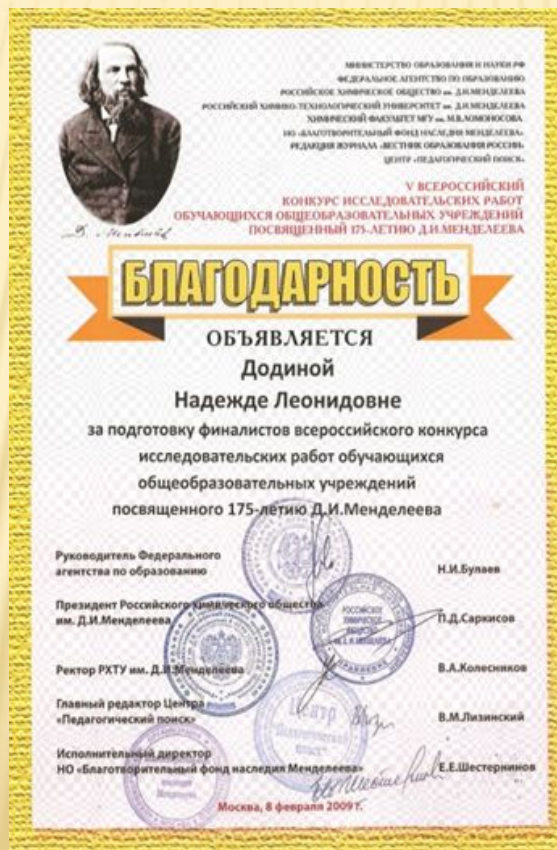 МИНИСТЕРСТВО ОБРАЗОВАНИЯ И НАУКИ РФ
ФЕДЕРАЛЬНОЕ АГЕНТСТВО ПО ОБРАЗОВАНИЮ
РОССИЙСКОЕ ХИМИЧЕСКОЕ ОБЩЕСТВО им. Д.И.МЕНДЕЛЕЕВА
РОССИЙСКИЙ ХИМИКО-ТЕХНОЛОГИЧЕСКИЙ УНИВЕРСИТЕТ им. Д.И.МЕНДЕЛЕЕВА
ХИМИЧЕСКИЙ ФАКУЛЬТЕТ МГУ им. М.В.ЛОМОНОСОВА
НО «БЛАГОТВОРИТЕЛЬНЫЙ ФОНД НАСЛЕДИЯ МЕНДЕЛЕЕВА»
РЕДАКЦИЯ ЖУРНАЛА «ВЕСТНИК ОБРАЗОВАНИЯ РОССИИ»
ЦЕНТР «ПЕДАГОГИЧЕСКИЙ ПОИСК»
V ВСЕРОССИЙСКИЙ
КОНКУРС ИССЛЕДОВАТЕЛЬСКИХ РАБОТ
ОБУЧАЮЩИХСЯ ОБЩЕОБРАЗОВАТЕЛЬНЫХ УЧРЕЖДЕНИЙ
ПОСВЯЩЕННЫЙ 175-ЛЕТИЮ Д.И.МЕНДЕЛЕЕВА
БЛАГОДАРНОСТЬ
ОБЪЯВЛЯЕТСЯ
Додиной
Надежде Леонидовне
за подготовку финалистов всероссийского конкурса
исследовательских работ обучающихся
общеобразовательных учреждений
посвященного 175-летию Д.И.Менделеева
Руководитель Федерального
агентства по образованию
Н.И.Булаев
Президент Российского химического общества
им. Д.И.Менделеева
П.Д.Саркисов
РОССИЙСКОЕ
ХИМИЧЕСКОЕ
Ректор РХТУ им. Д.И.Менделеева
В.А.Колесников
Главный редактор Центра
«Педагогический поиск»
В.М.Лизинский
Центр
"Педагогический
поиск"
Исполнительный директор
НО «Благотворительный фонд наследия Менделеева»
Е.Е.Шестернинов
Москва, 8 февраля 2009 г.